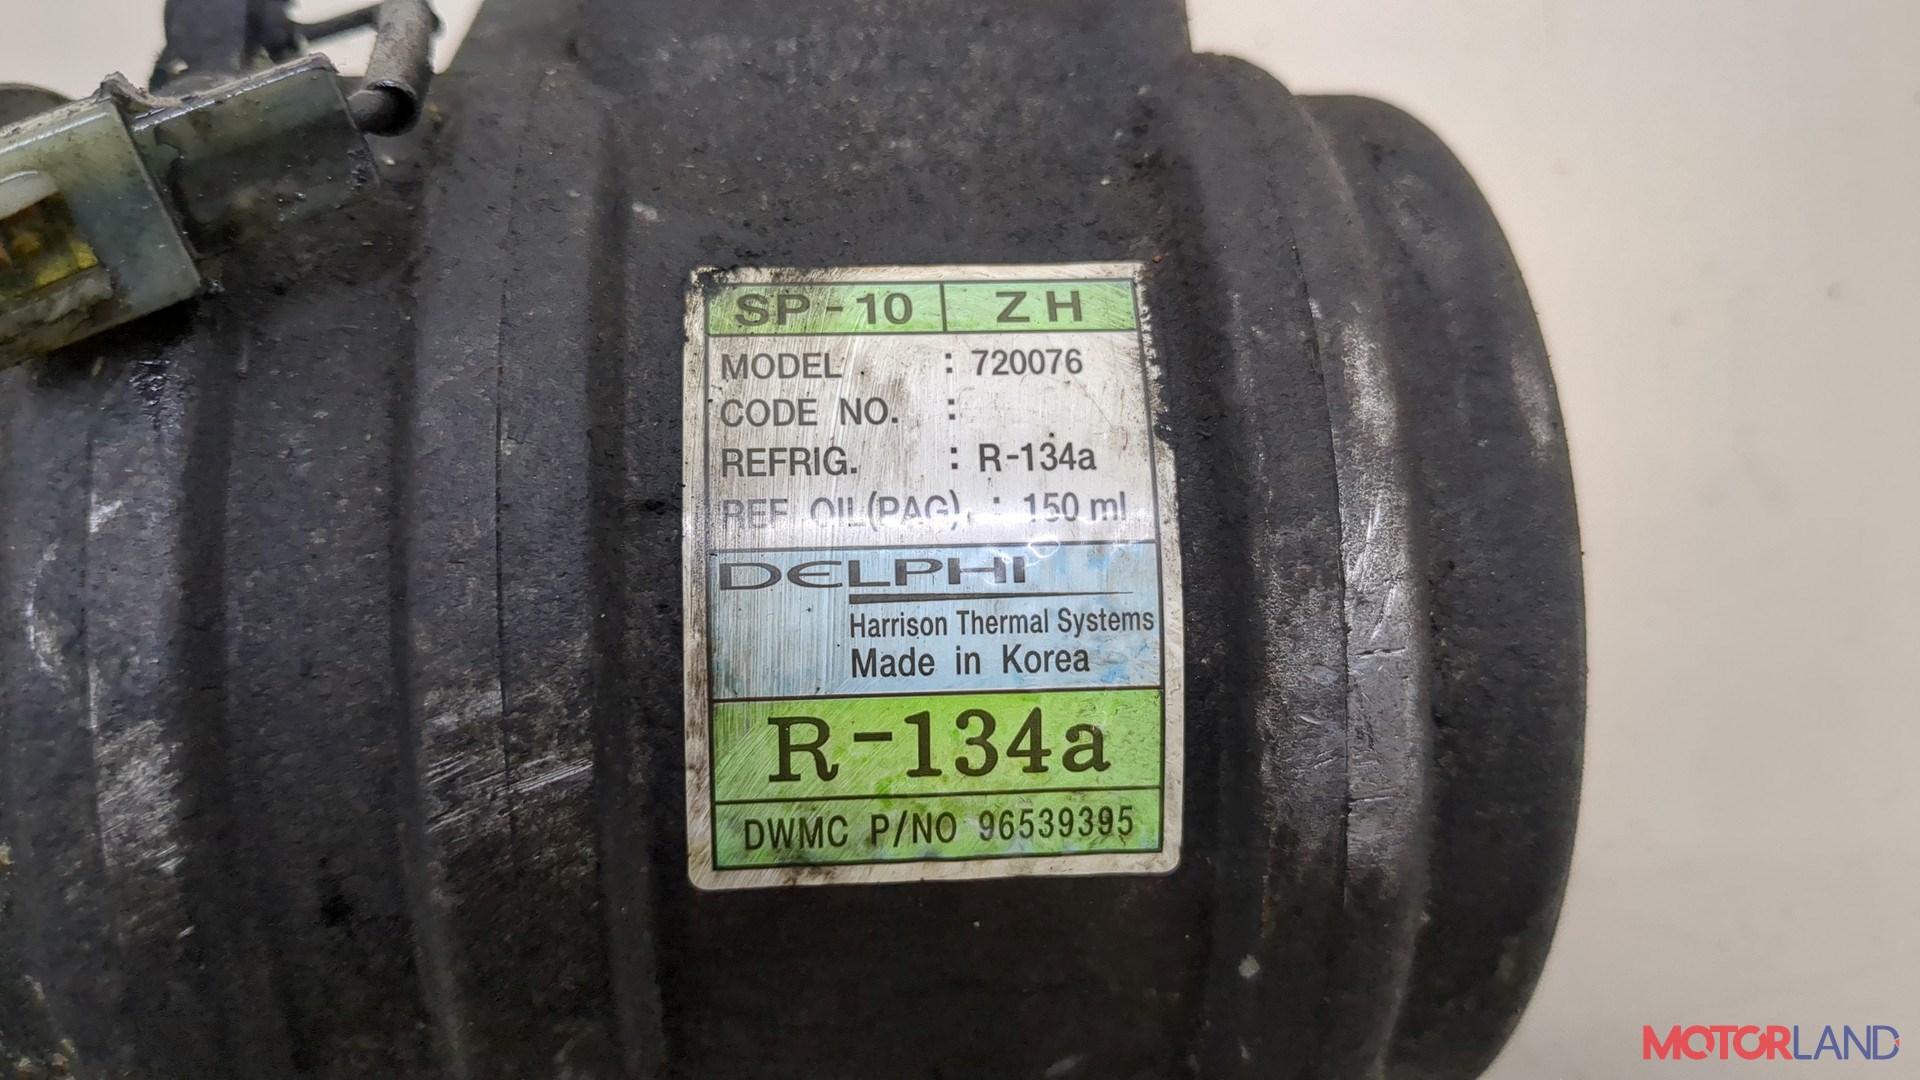 SP-10 ZH
MODEL : 720076
CODE NO. :
REFRIG. : R-134a
REF. OIL(PAG) : 150 ml
DELPHI
Harrison Thermal Systems
Made in Korea
R-134a
DWMC P/NO 96539395
MOTORLAND